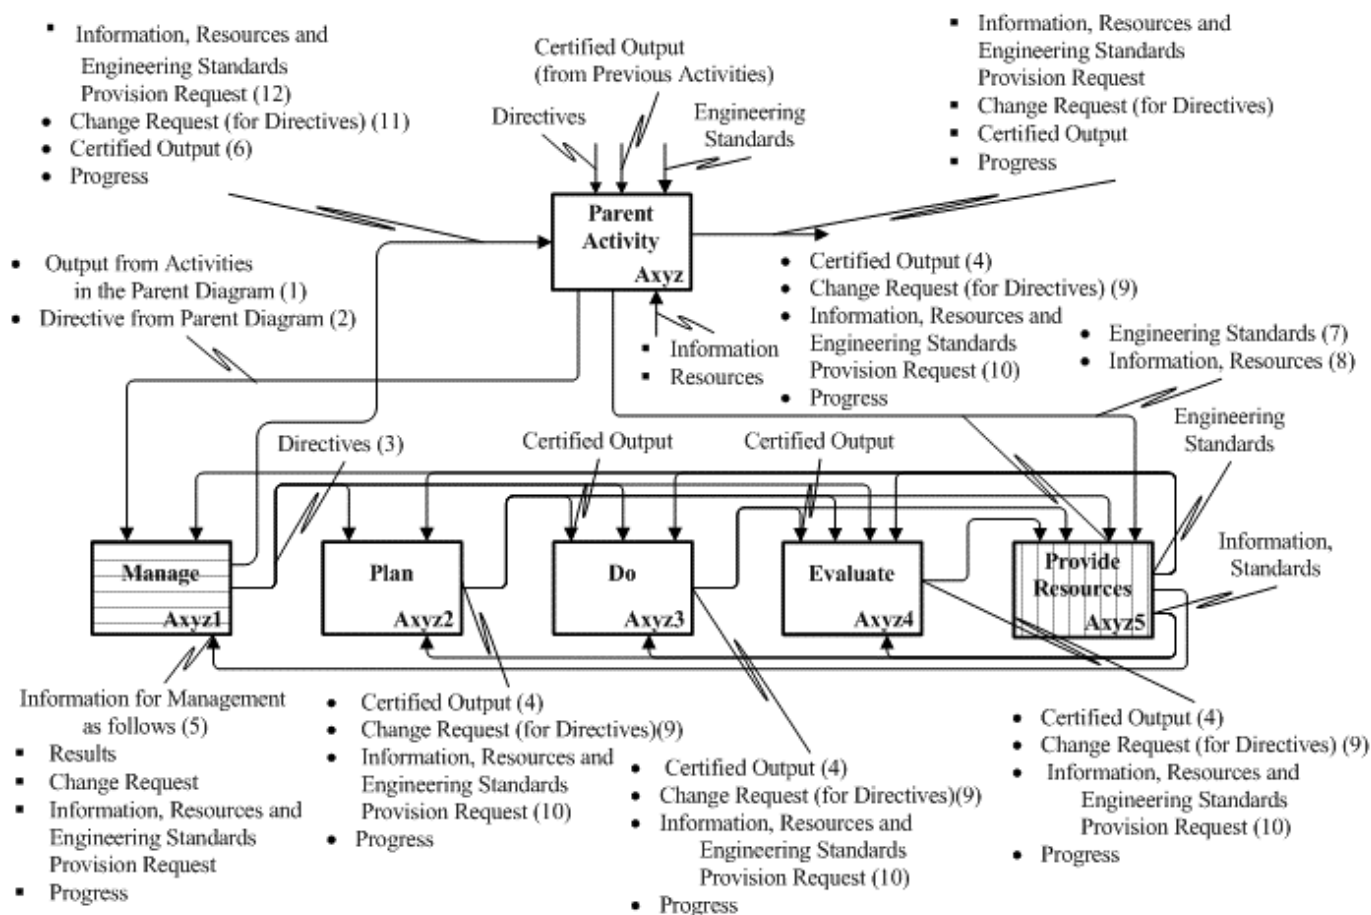 ▪ Information, Resources and
Engineering Standards
Provision Request (12)
● Change Request (for Directives) (11)
● Certified Output (6)
● Progress
Certified Output
(from Previous Activities)
Directives
Engineering
Standards
▪ Information, Resources and
Engineering Standards
Provision Request
▪ Change Request (for Directives)
▪ Certified Output
▪ Progress
Parent
Activity
Axyz
● Output from Activities
in the Parent Diagram (1)
● Directive from Parent Diagram (2)
▪ Information
▪ Resources
● Certified Output (4)
● Change Request (for Directives) (9)
● Information, Resources and
Engineering Standards
Provision Request (10)
● Progress
● Engineering Standards (7)
● Information, Resources (8)
Directives (3)
Certified Output
Certified Output
Engineering
Standards
Information,
Standards
Manage
Axyz1
Plan
Axyz2
Do
Axyz3
Evaluate
Axyz4
Provide
Resources
Axyz5
Information for Management
as follows (5)
▪ Results
▪ Change Request
▪ Information, Resources and
Engineering Standards
Provision Request
▪ Progress
● Certified Output (4)
● Change Request (for Directives)(9)
● Information, Resources and
Engineering Standards
Provision Request (10)
● Progress
● Certified Output (4)
● Change Request (for Directives)(9)
● Information, Resources and
Engineering Standards
Provision Request (10)
● Progress
● Certified Output (4)
● Change Request (for Directives) (9)
● Information, Resources and
Engineering Standards
Provision Request (10)
● Progress